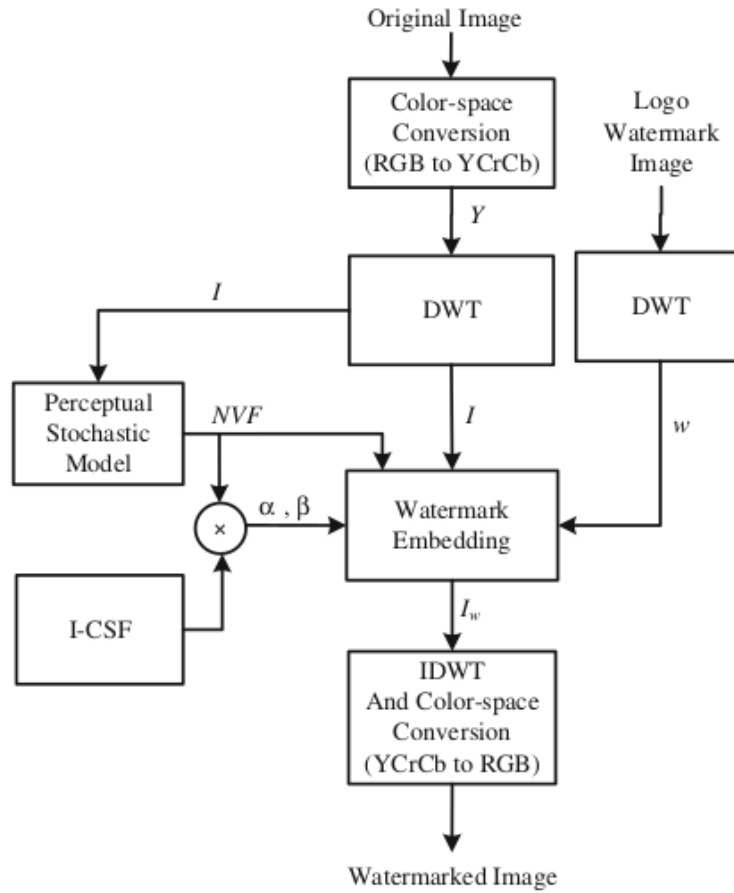 Original Image
Color-space
Conversion
(RGB to YCrCb)
Logo
Watermark
Image
Y
I
DWT
DWT
Perceptual
Stochastic
Model
NVF
I
w
×
α , β
Watermark
Embedding
I-CSF
Iw
IDWT
And Color-space
Conversion
(YCrCb to RGB)
Watermarked Image